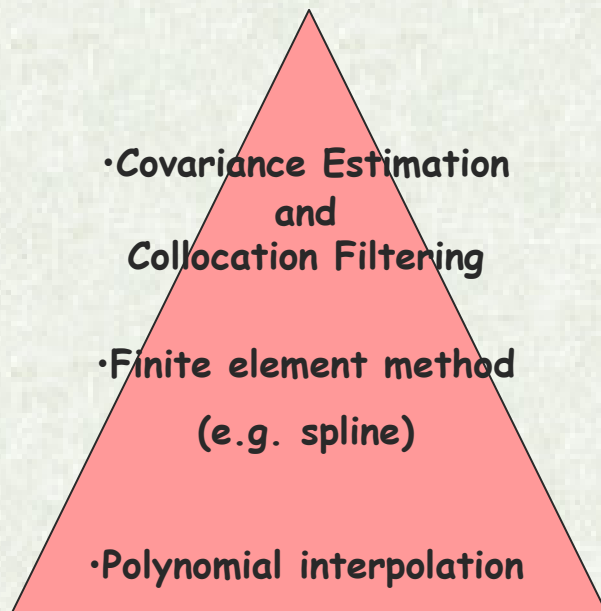 •Covariance Estimation
and
Collocation Filtering
•Finite element method
(e.g. spline)
•Polynomial interpolation